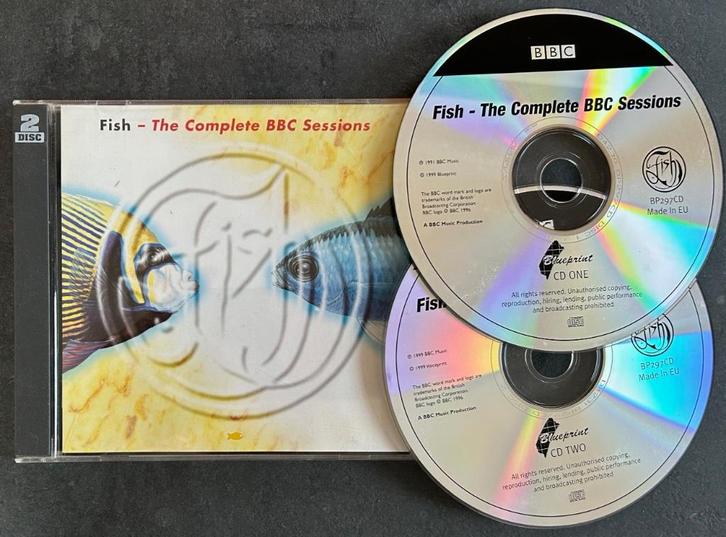 2
DISC
Fish – The Complete BBC Sessions
Fish
BBC
Fish - The Complete BBC Sessions
℗ 1991 BBC Music
© 1999 Blueprint
The BBC word mark and logo are
trademarks of the British
Broadcasting Corporation
BBC logo © BBC 1996
A BBC Music Production
Fish
BP297CD
Made in EU
Blueprint
CD ONE
All rights reserved. Unauthorised copying,
reproduction, hiring, lending, public performance
and broadcasting prohibited
Fish
℗ 1999 BBC Music
The BBC word mark and logo are
trademarks of the British
Broadcasting Corporation
BBC logo © BBC 1996
A BBC Music Production
Fish
BP297CD
Made in EU
Blueprint
CD TWO
All rights reserved. Unauthorised copying,
reproduction, hiring, lending, public performance
and broadcasting prohibited